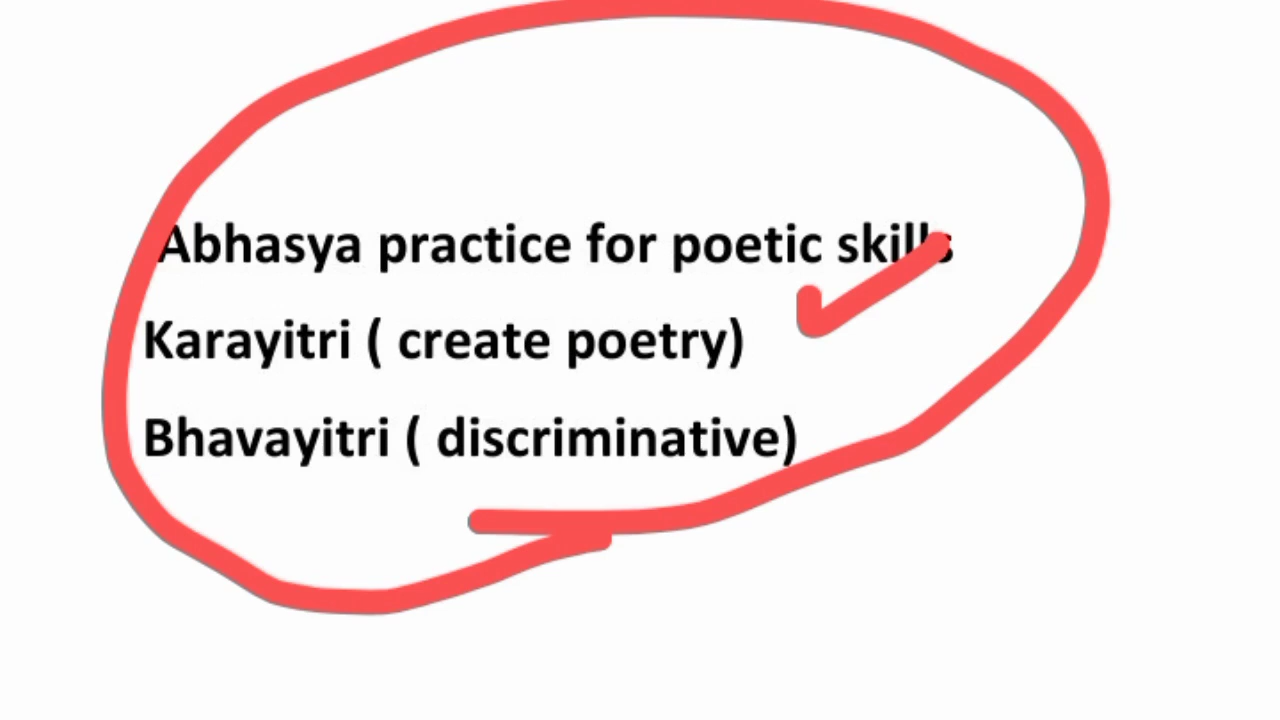 Abhasya practice for poetic skills
Karayitri ( create poetry)
Bhavayitri ( discriminative)